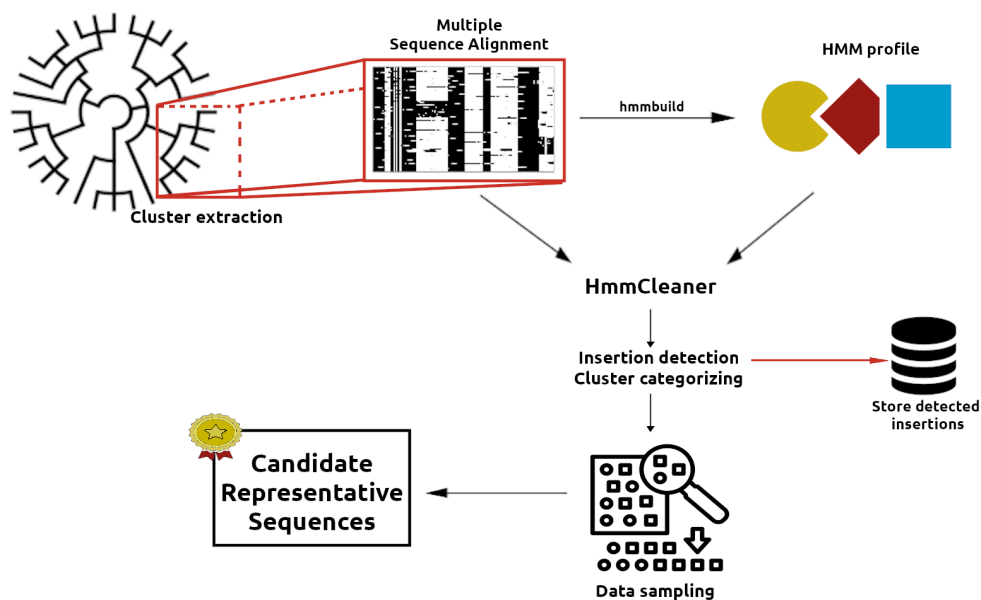 Multiple
Sequence Alignment
HMM profile
hmmbuild
Cluster extraction
HmmCleaner
Insertion detection
Cluster categorizing
Store detected
insertions
Candidate
Representative
Sequences
Data sampling